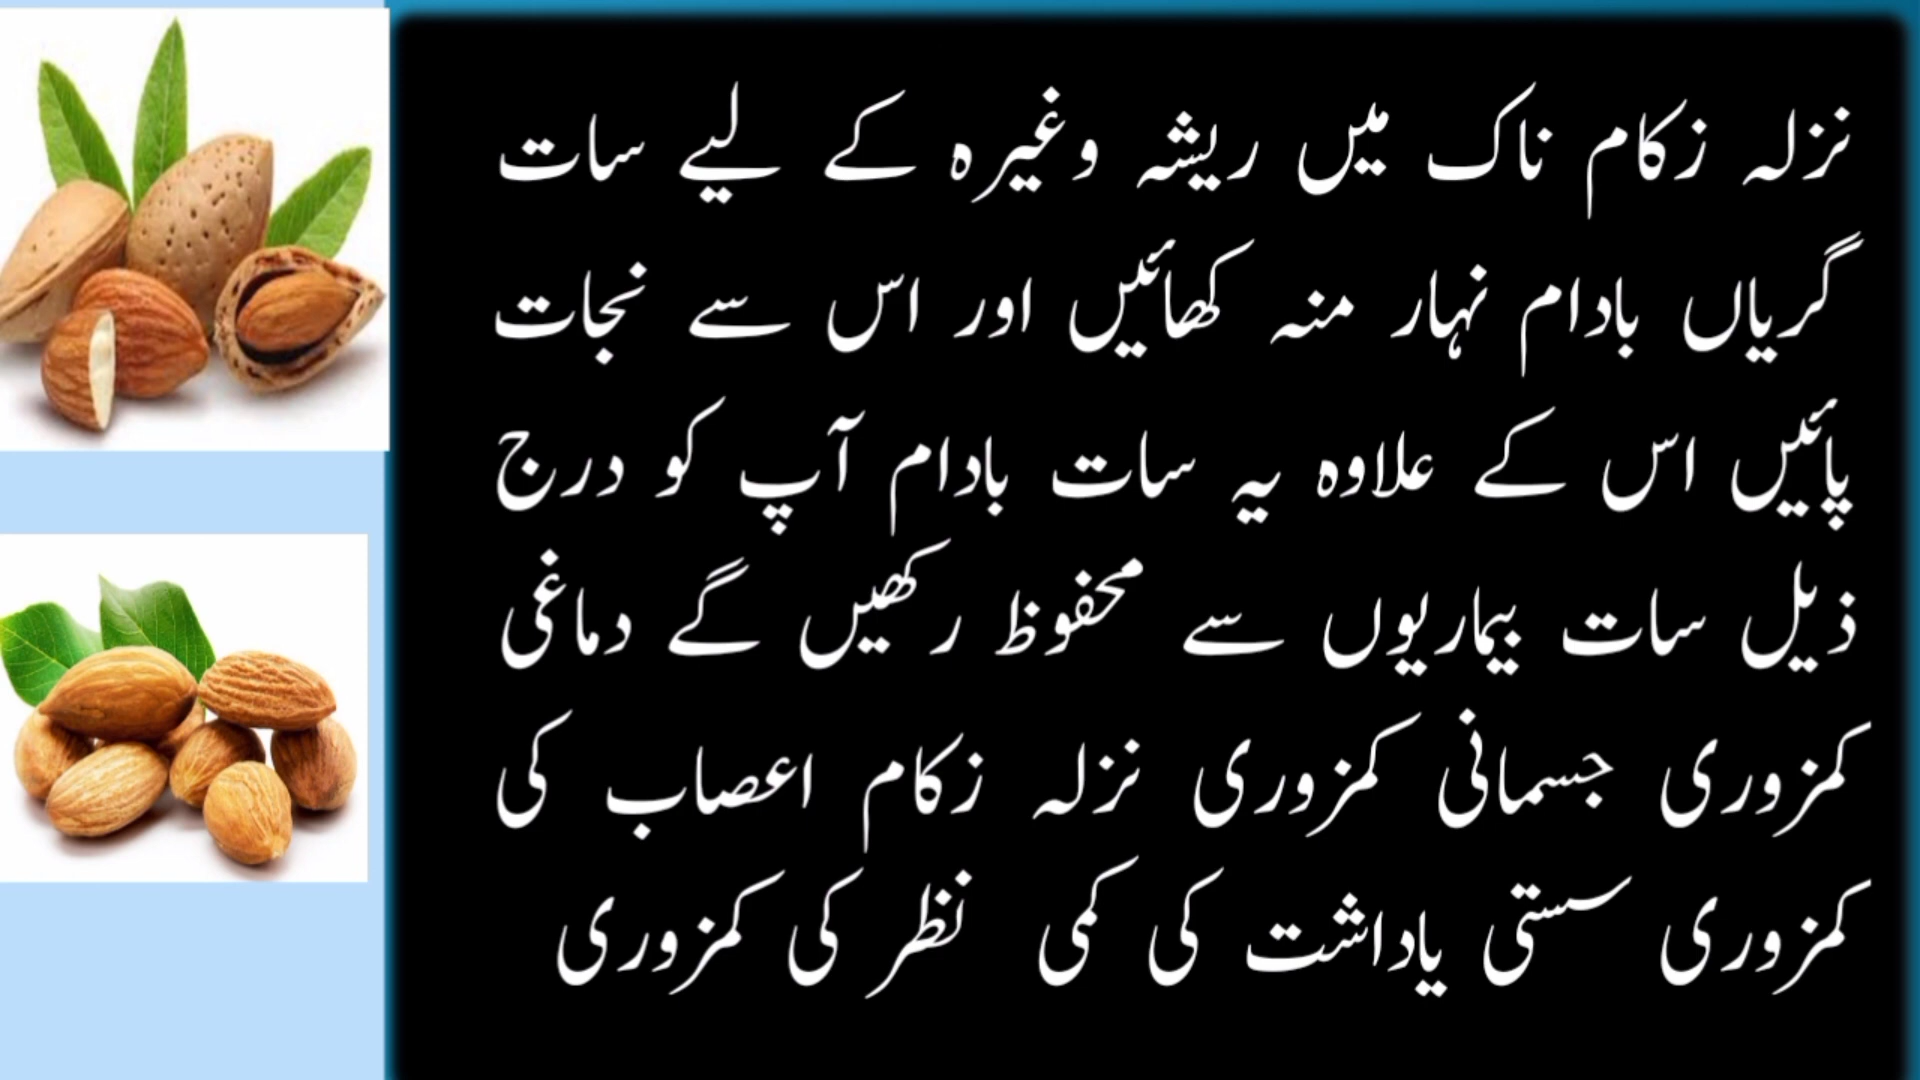 نزلہ زکام ناک میں ریشہ وغیرہ کے لیے سات
گریاں بادام نہار منہ کھائیں اور اس سے نجات
پائیں اس کے علاوہ یہ سات بادام آپ کو درج
ذیل سات بیماریوں سے محفوظ رکھیں گے دماغی
کمزوری جسمانی کمزوری نزلہ زکام اعصاب کی
کمزوری سستی یاداشت کی کمی نظر کی کمزوری